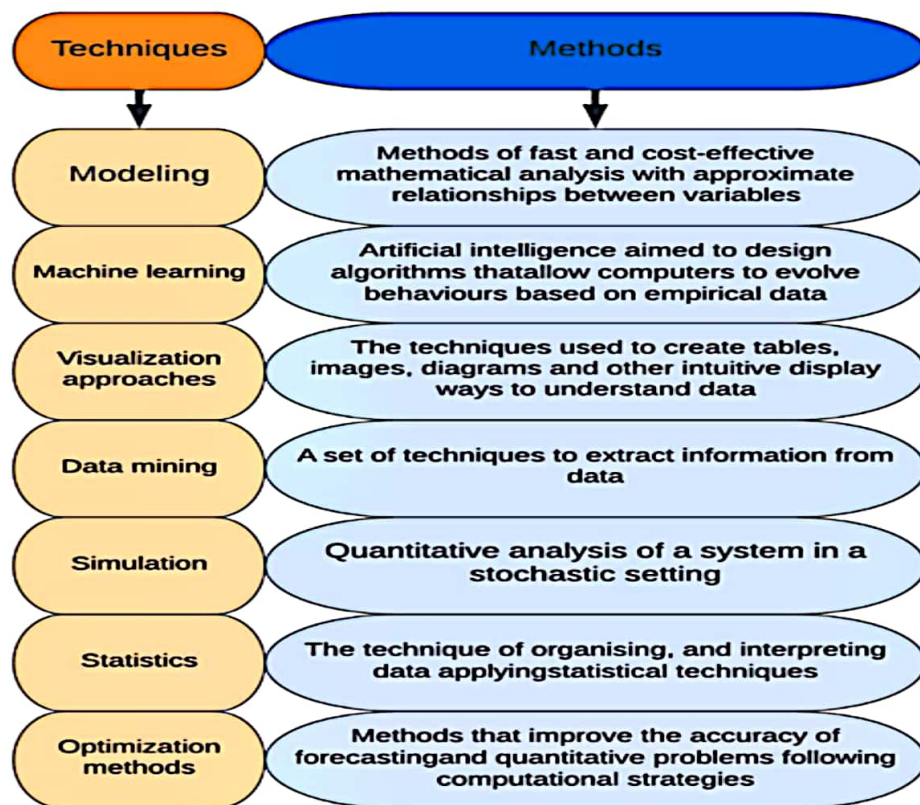 Techniques
Methods
Modeling
Methods of fast and cost-effective
mathematical analysis with approximate
relationships between variables
Machine learning
Artificial intelligence aimed to design
algorithms thatallow computers to evolve
behaviours based on empirical data
Visualization
approaches
The techniques used to create tables,
images, diagrams and other intuitive display
ways to understand data
Data mining
A set of techniques to extract information from
data
Simulation
Quantitative analysis of a system in a
stochastic setting
Statistics
The technique of organising, and interpreting
data applyingstatistical techniques
Optimization
methods
Methods that improve the accuracy of
forecastingand quantitative problems following
computational strategies